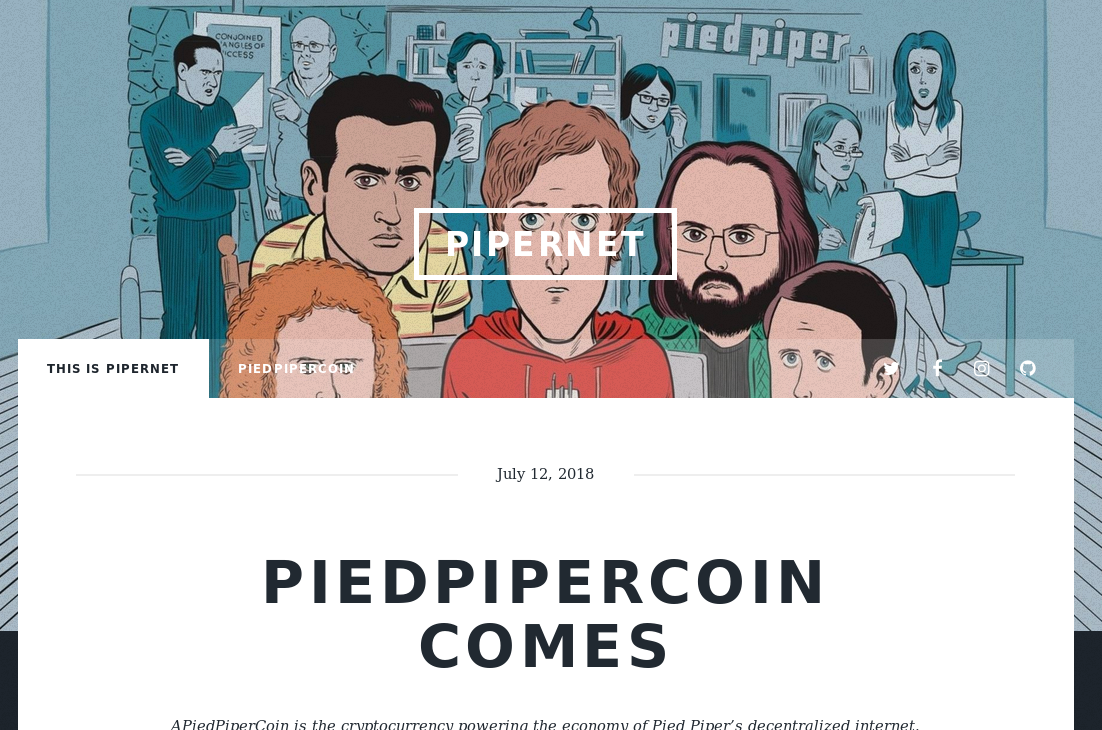 CONJOINED
TRIANGLES OF
SUCCESS
pied piper
PIPERNET
THIS IS PIPERNET
PIEDPIPERCOIN
July 12, 2018
PIEDPIPERCOIN
COMES
APiedPiperCoin is the cryptocurrency powering the economy of Pied Piper’s decentralized internet.